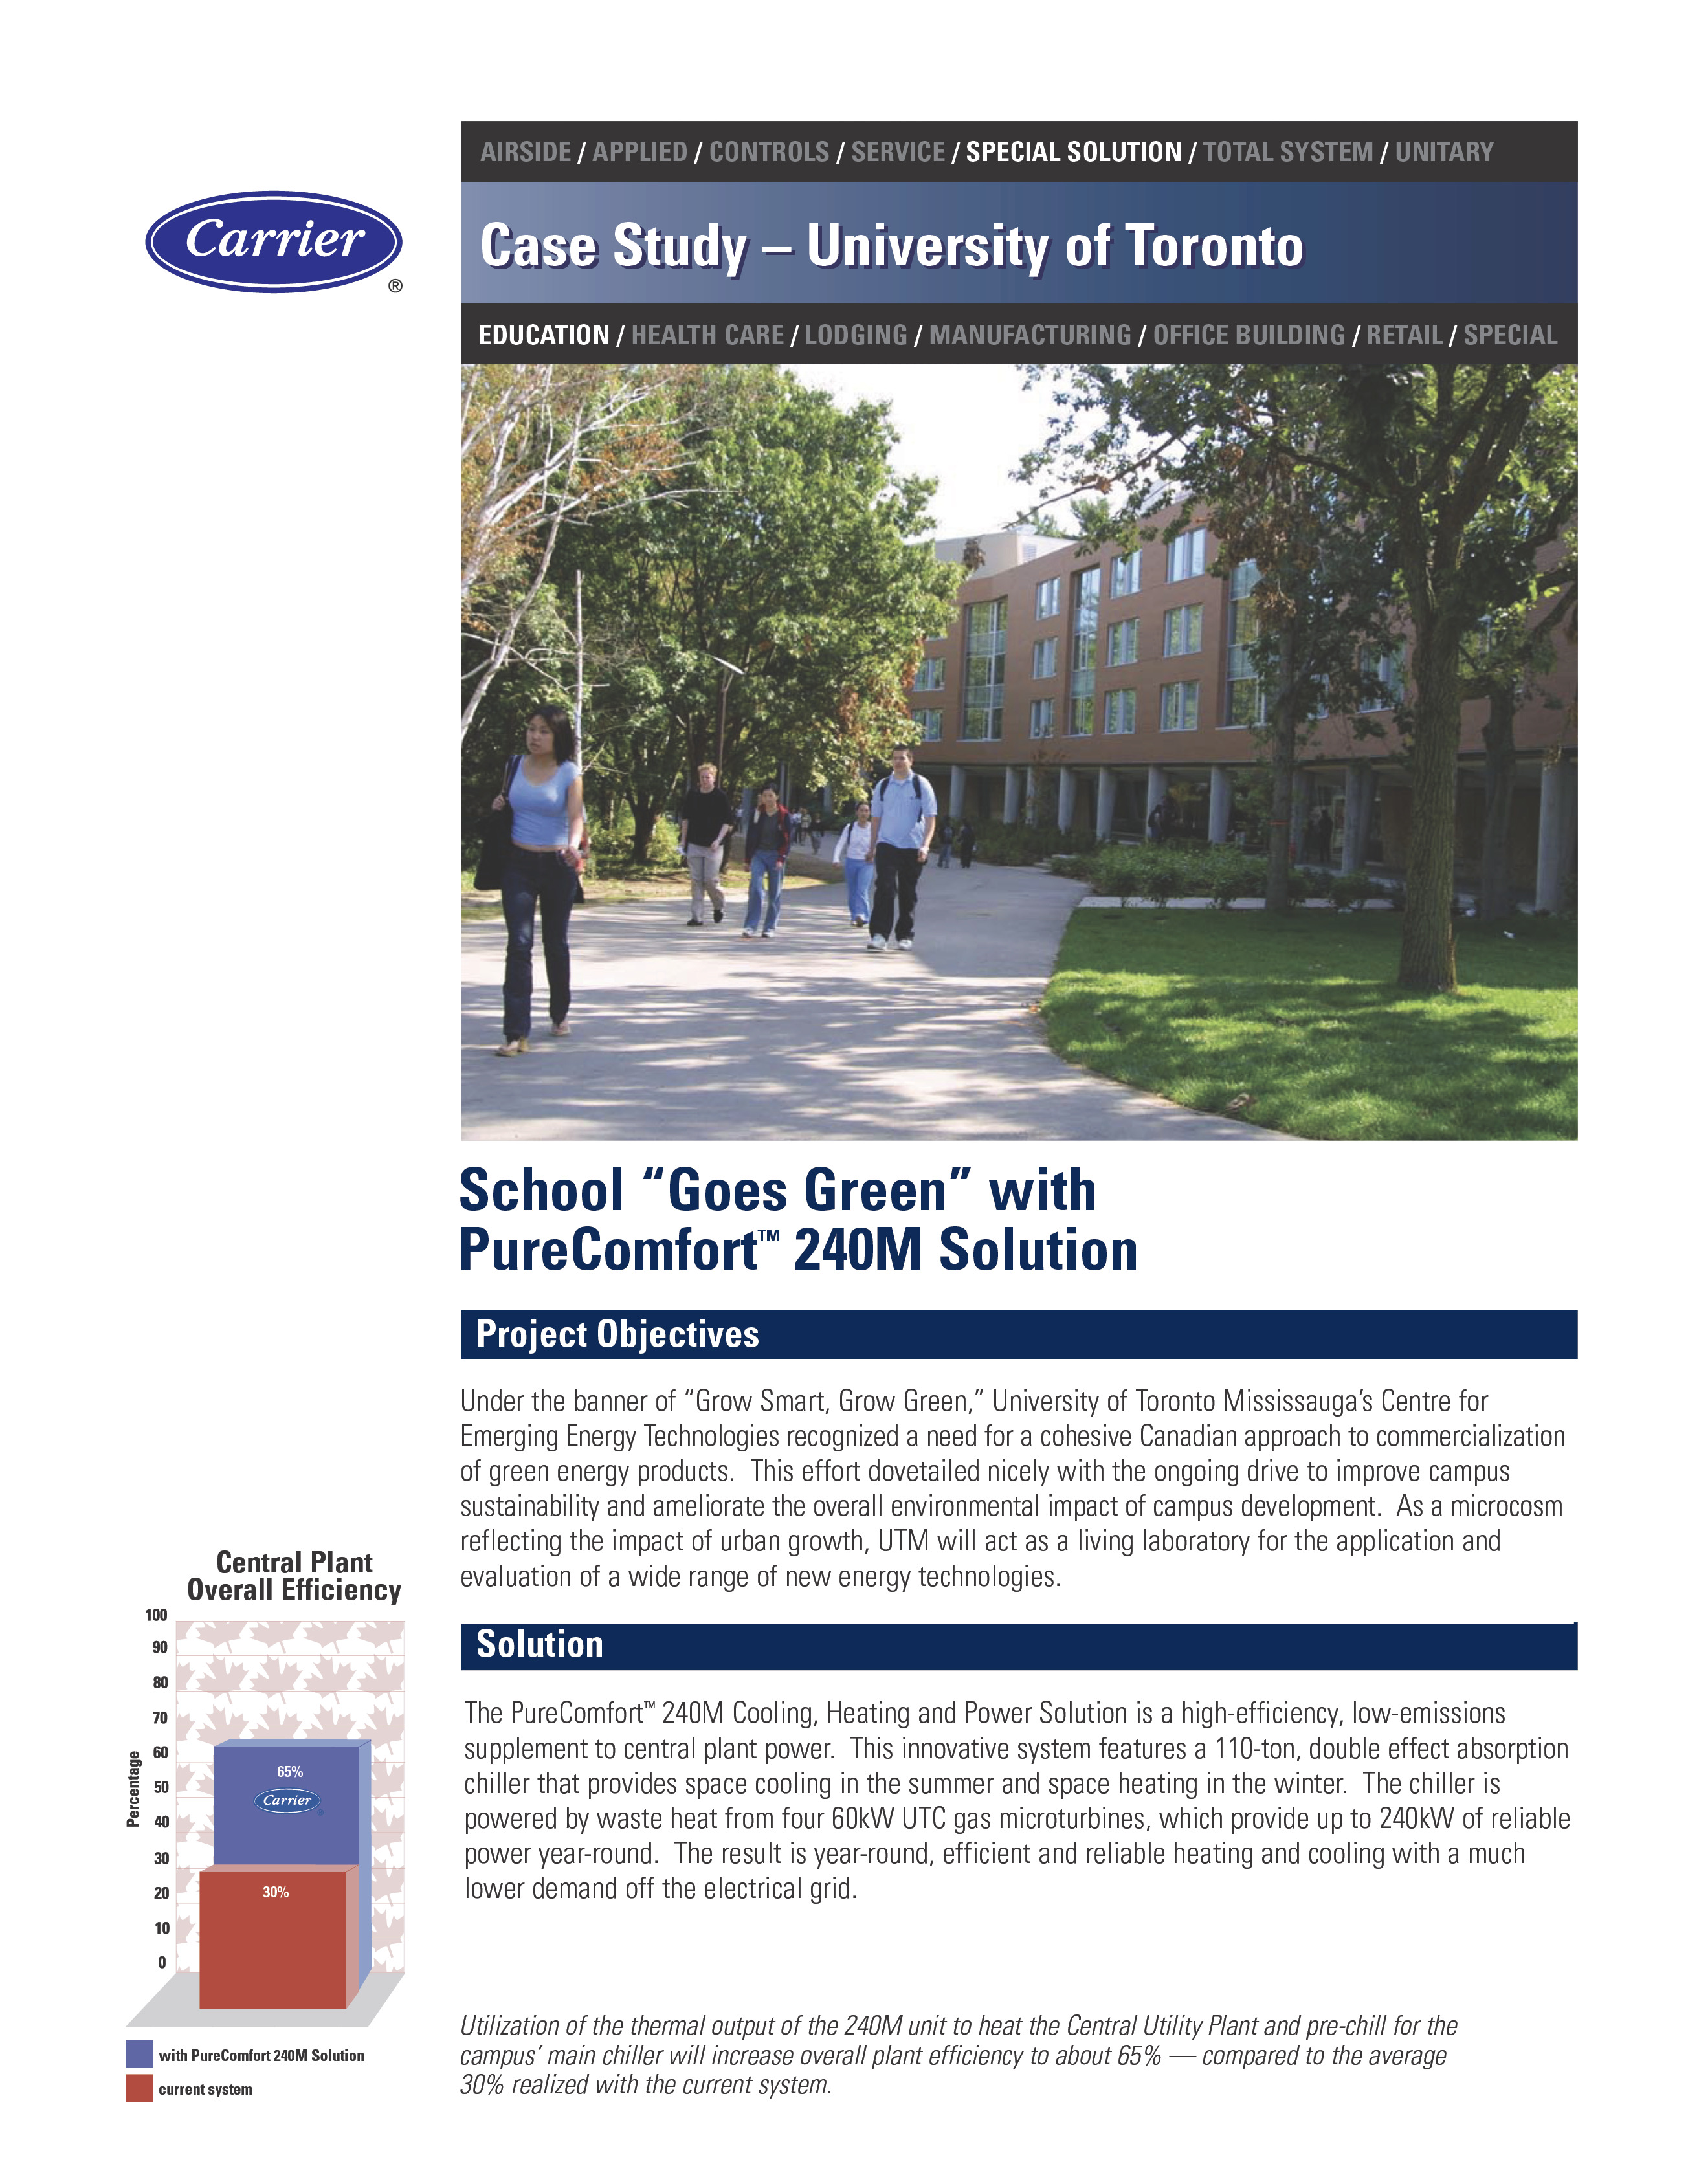 AIRSIDE / APPLIED / CONTROLS / SERVICE / SPECIAL SOLUTION / TOTAL SYSTEM / UNITARY
Carrier
®
Case Study – University of Toronto
EDUCATION / HEALTH CARE / LODGING / MANUFACTURING / OFFICE BUILDING / RETAIL / SPECIAL
School “Goes Green” with
PureComfort™ 240M Solution
Project Objectives
Under the banner of “Grow Smart, Grow Green,” University of Toronto Mississauga’s Centre for
Emerging Energy Technologies recognized a need for a cohesive Canadian approach to commercialization
of green energy products. This effort dovetailed nicely with the ongoing drive to improve campus
sustainability and ameliorate the overall environmental impact of campus development. As a microcosm
reflecting the impact of urban growth, UTM will act as a living laboratory for the application and
evaluation of a wide range of new energy technologies.
Solution
The PureComfort™ 240M Cooling, Heating and Power Solution is a high-efficiency, low-emissions
supplement to central plant power. This innovative system features a 110-ton, double effect absorption
chiller that provides space cooling in the summer and space heating in the winter. The chiller is
powered by waste heat from four 60kW UTC gas microturbines, which provide up to 240kW of reliable
power year-round. The result is year-round, efficient and reliable heating and cooling with a much
lower demand off the electrical grid.
Utilization of the thermal output of the 240M unit to heat the Central Utility Plant and pre-chill for the
campus’ main chiller will increase overall plant efficiency to about 65% — compared to the average
30% realized with the current system.
Central Plant
Overall Efficiency
Percentage
100
90
80
70
60
50
40
30
20
10
0
65%
Carrier
30%
with PureComfort 240M Solution
current system